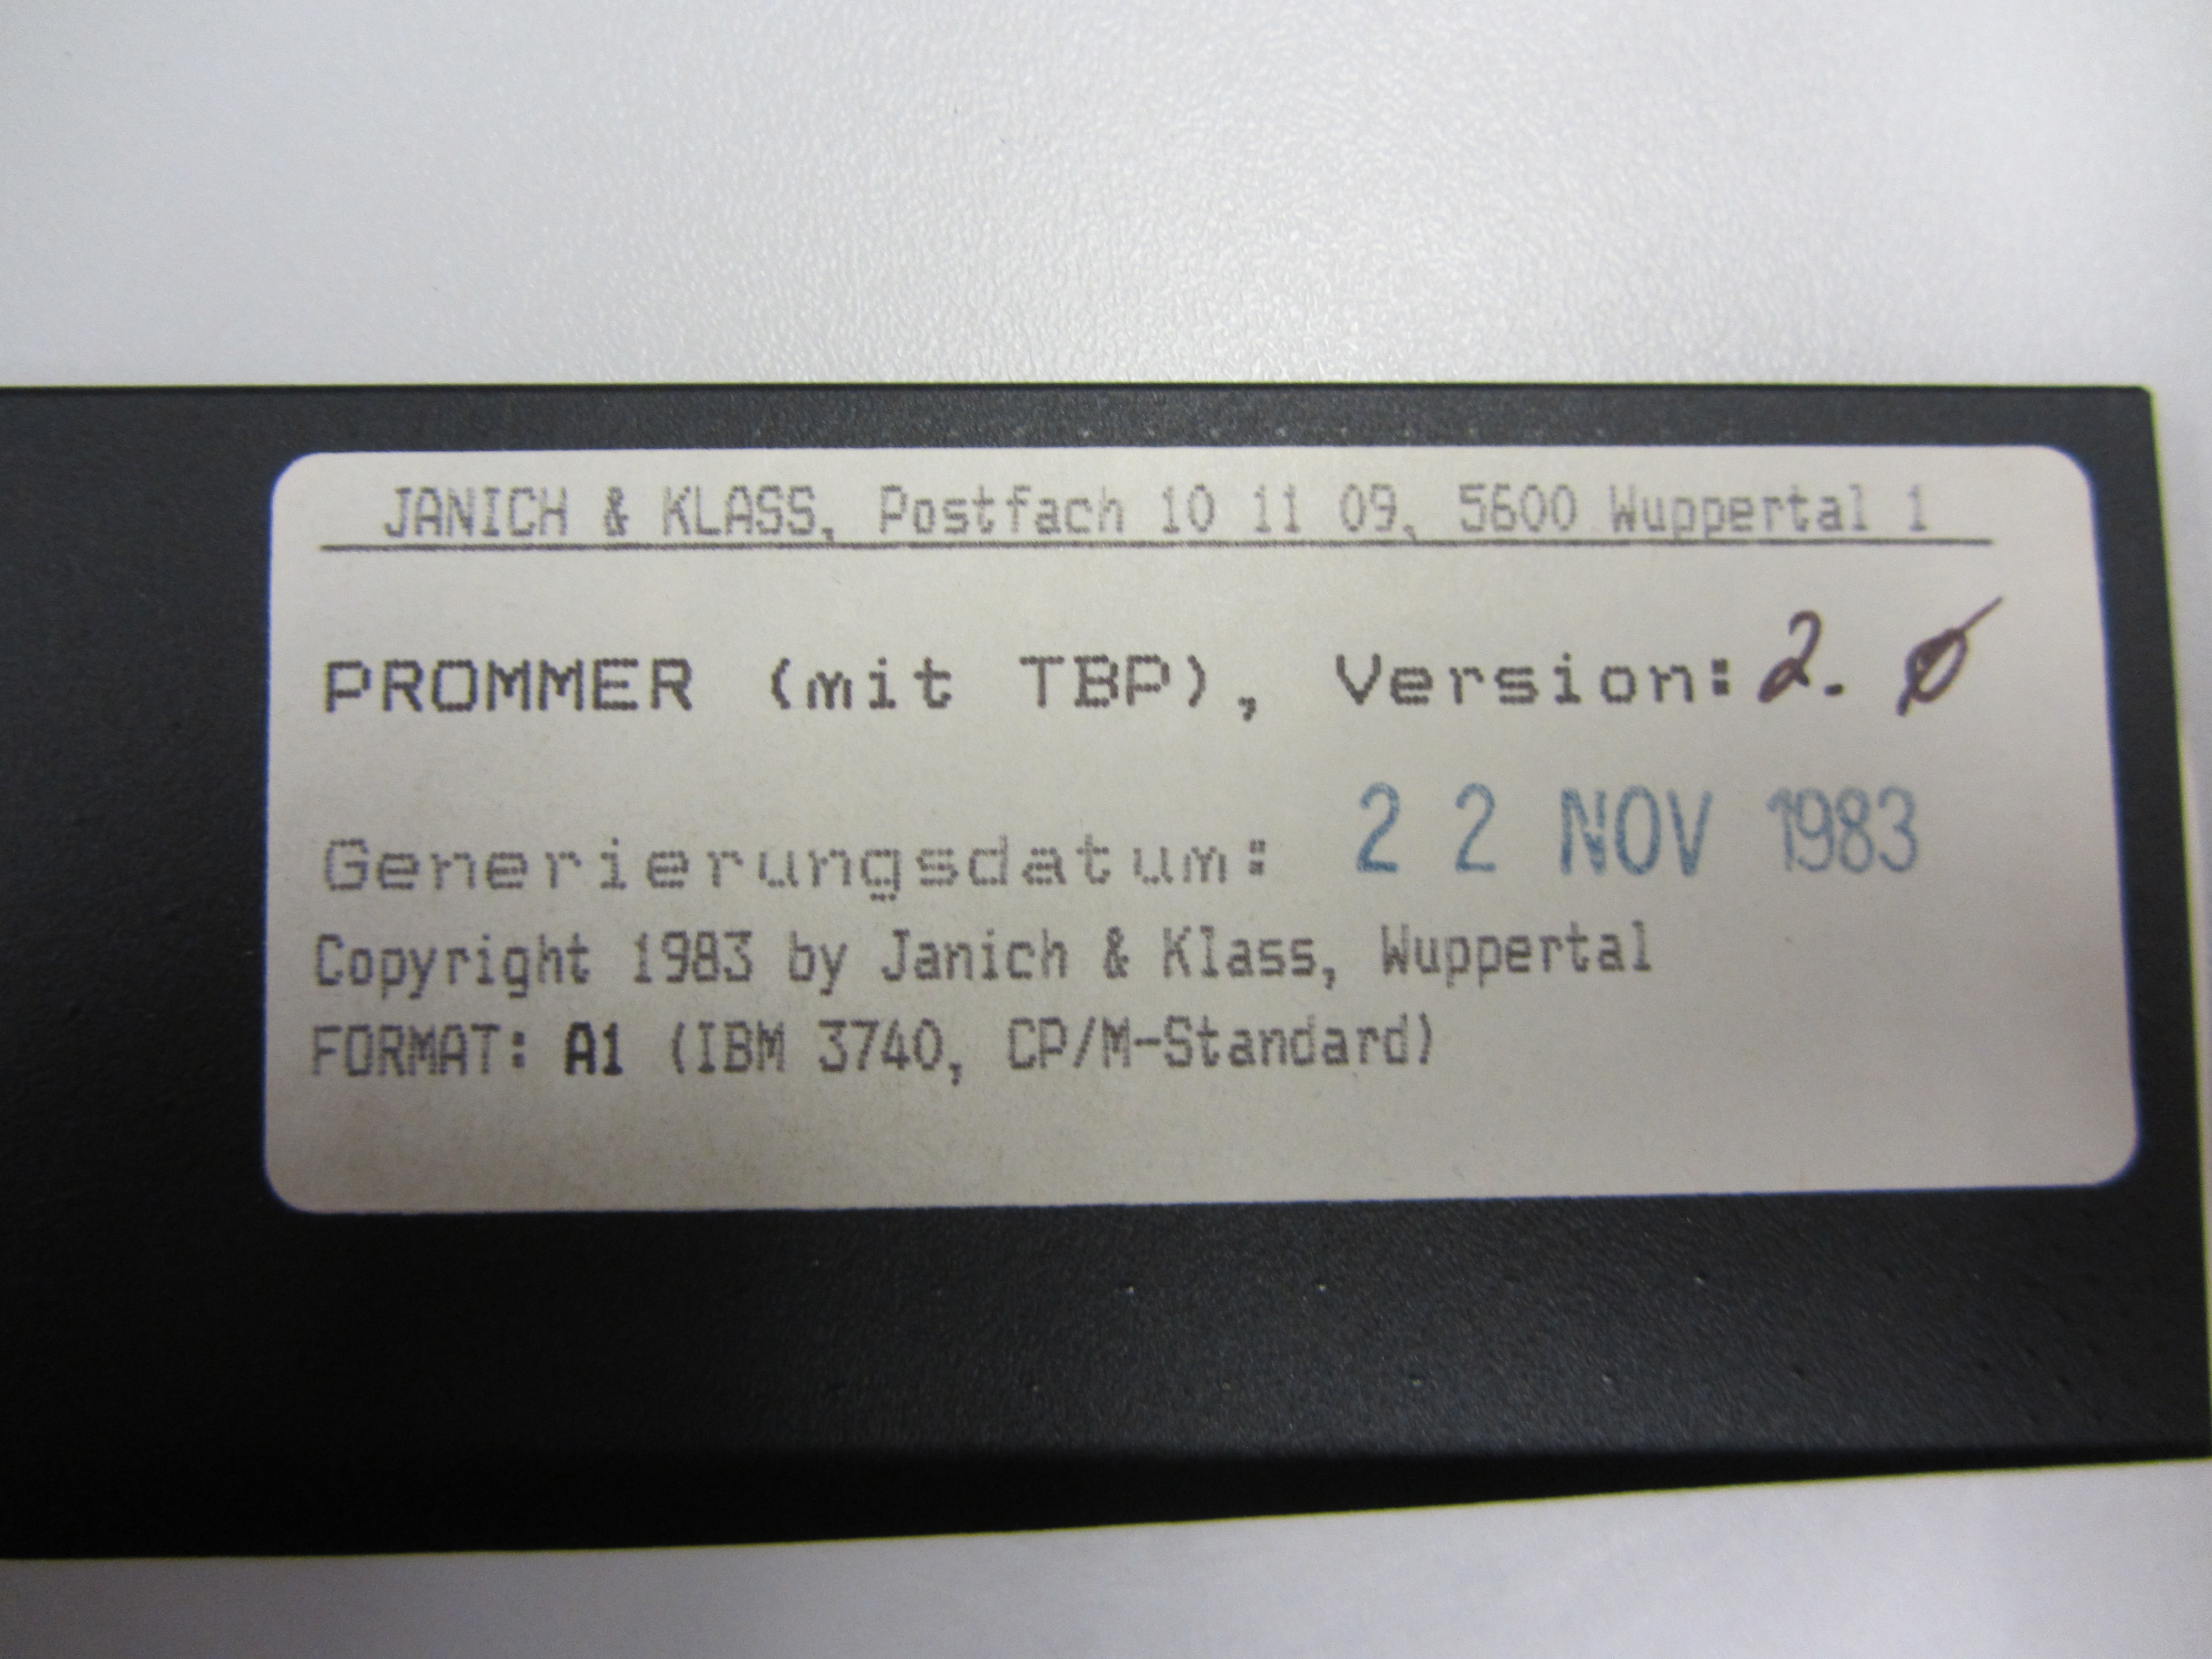 JANICH & KLASS, Postfach 10 11 09, 5600 Wuppertal 1
PROMMER (mit TBP), Version: 2.0
Generierungsdatum: 22 NOV 1983
Copyright 1983 by Janich & Klass, Wuppertal
FORMAT: A1 (IBM 3740, CP/M-Standard)